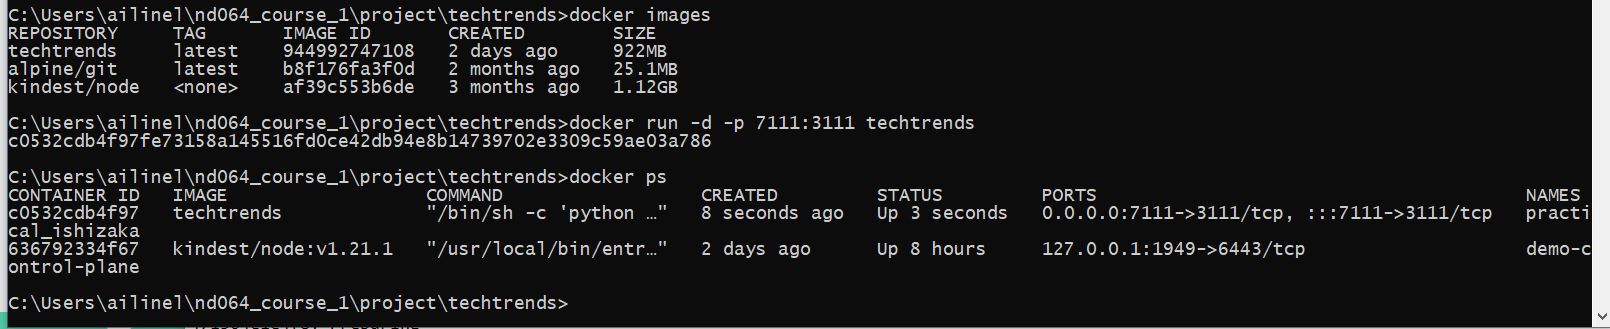 C:\Users\ailinel\nd064_course_1\project\techtrends>docker images
REPOSITORY     TAG       IMAGE ID       CREATED        SIZE
techtrends     latest    944992747108   2 days ago     922MB
alpine/git     latest    b8f176fa3f0d   2 months ago   25.1MB
kindest/node   <none>    af39c553b6de   3 months ago   1.12GB
C:\Users\ailinel\nd064_course_1\project\techtrends>docker run -d -p 7111:3111 techtrends
c0532cdb4f97fe73158a145516fd0ce42db94e8b14739702e3309c59ae03a786
C:\Users\ailinel\nd064_course_1\project\techtrends>docker ps
CONTAINER ID   IMAGE                  COMMAND                  CREATED         STATUS         PORTS                                       NAMES
c0532cdb4f97   techtrends             "/bin/sh -c 'python …"   8 seconds ago   Up 3 seconds   0.0.0.0:7111->3111/tcp, :::7111->3111/tcp   practi
cal_ishizaka
636792334f67   kindest/node:v1.21.1   "/usr/local/bin/entr…"   2 days ago      Up 8 hours     127.0.0.1:1949->6443/tcp                    demo-c
ontrol-plane
C:\Users\ailinel\nd064_course_1\project\techtrends>